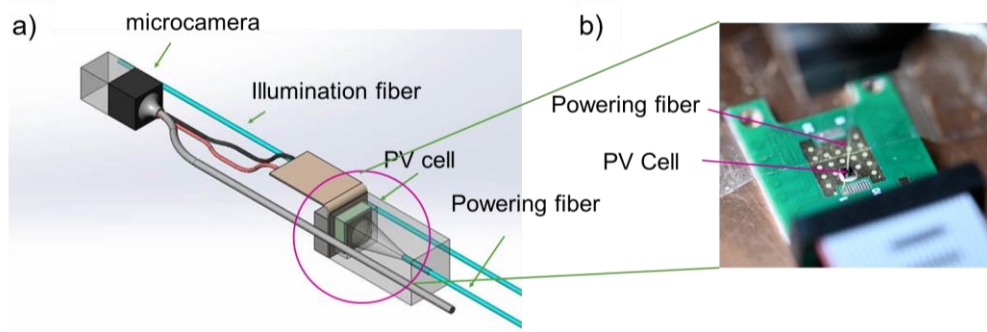 a)
microcamera
Illumination fiber
PV cell
Powering fiber
b)
Powering fiber
PV Cell